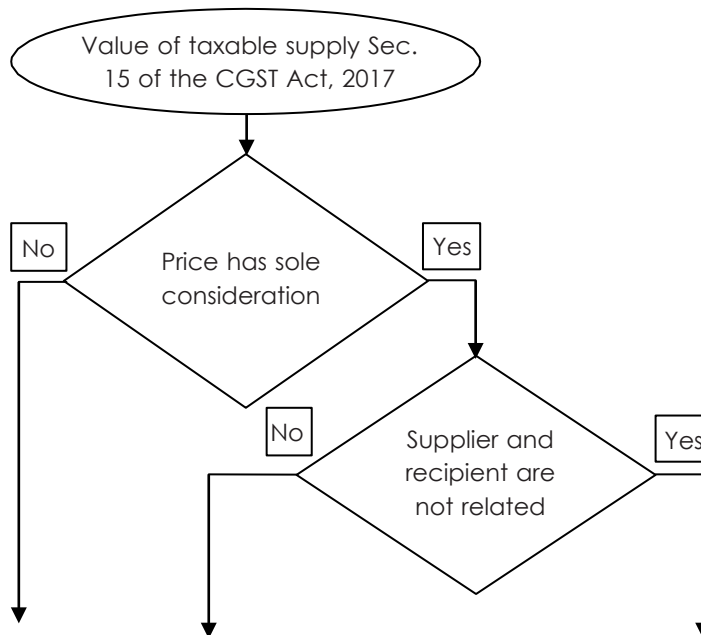 Value of taxable supply Sec.
15 of the CGST Act, 2017
No
Yes
Price has sole
consideration
No
Yes
Supplier and
recipient are
not related